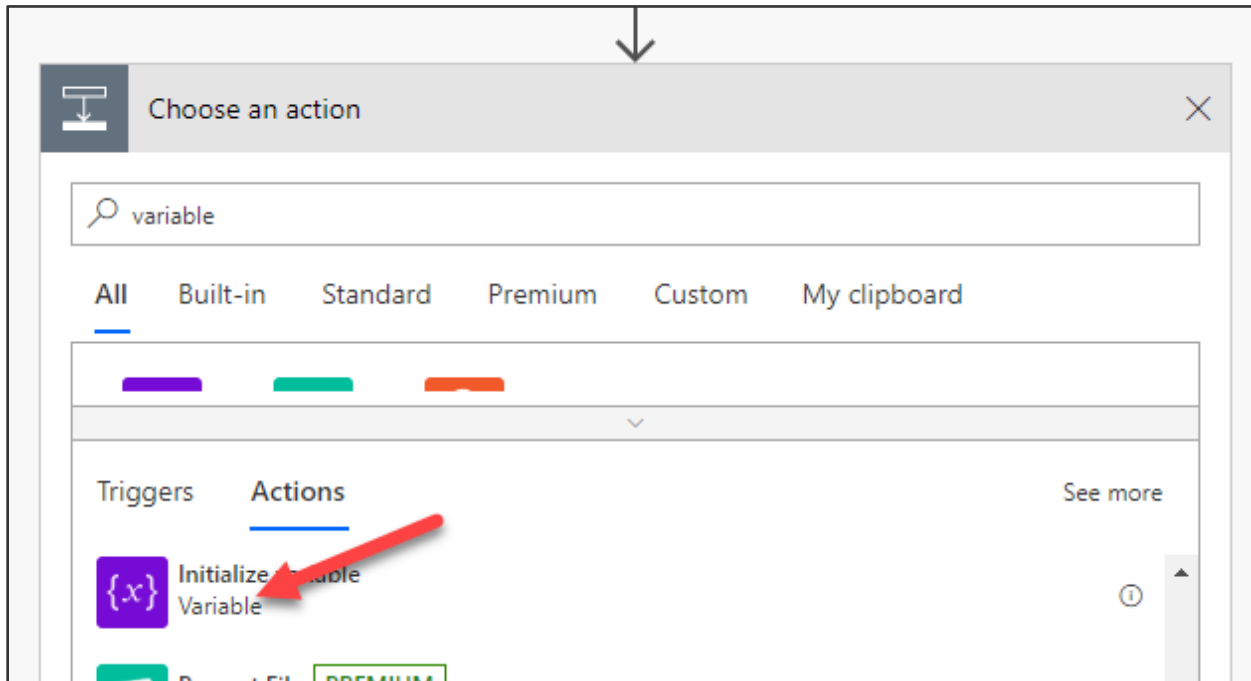 Choose an action
variable
All Built-in Standard Premium Custom My clipboard
Triggers Actions See more
{x} Initialize variable
Variable
PREMIUM